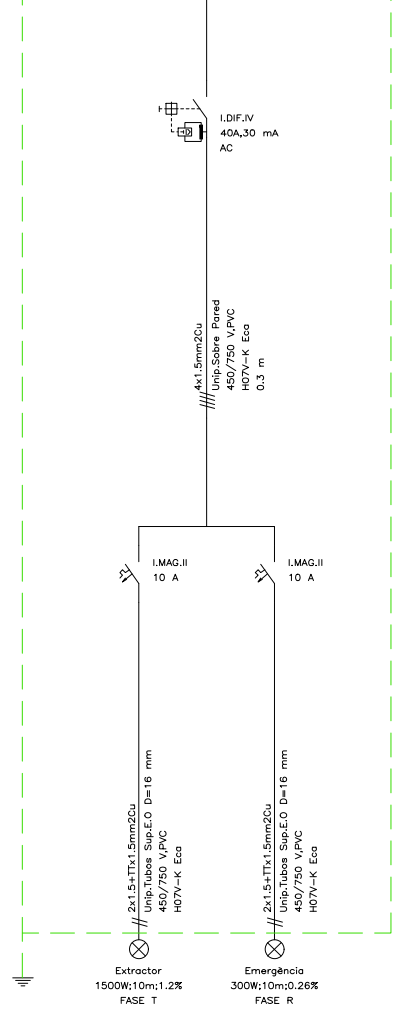 I.DIF.IV
40A,30 mA
AC
4x1.5mm2Cu
Unip.Sobre Pared
450/750 V,PVC
H07V-K Eca
0.3 m
I.MAG.II
10 A
I.MAG.II
10 A
2x1.5+TTx1.5mm2Cu
Unip.Tubos Sup.E.O D=16 mm
450/750 V,PVC
H07V-K Eca
2x1.5+TTx1.5mm2Cu
Unip.Tubos Sup.E.O D=16 mm
450/750 V,PVC
H07V-K Eca
Extractor
1500W;10m;1.2%
FASE T
Emergència
300W;10m;0.26%
FASE R